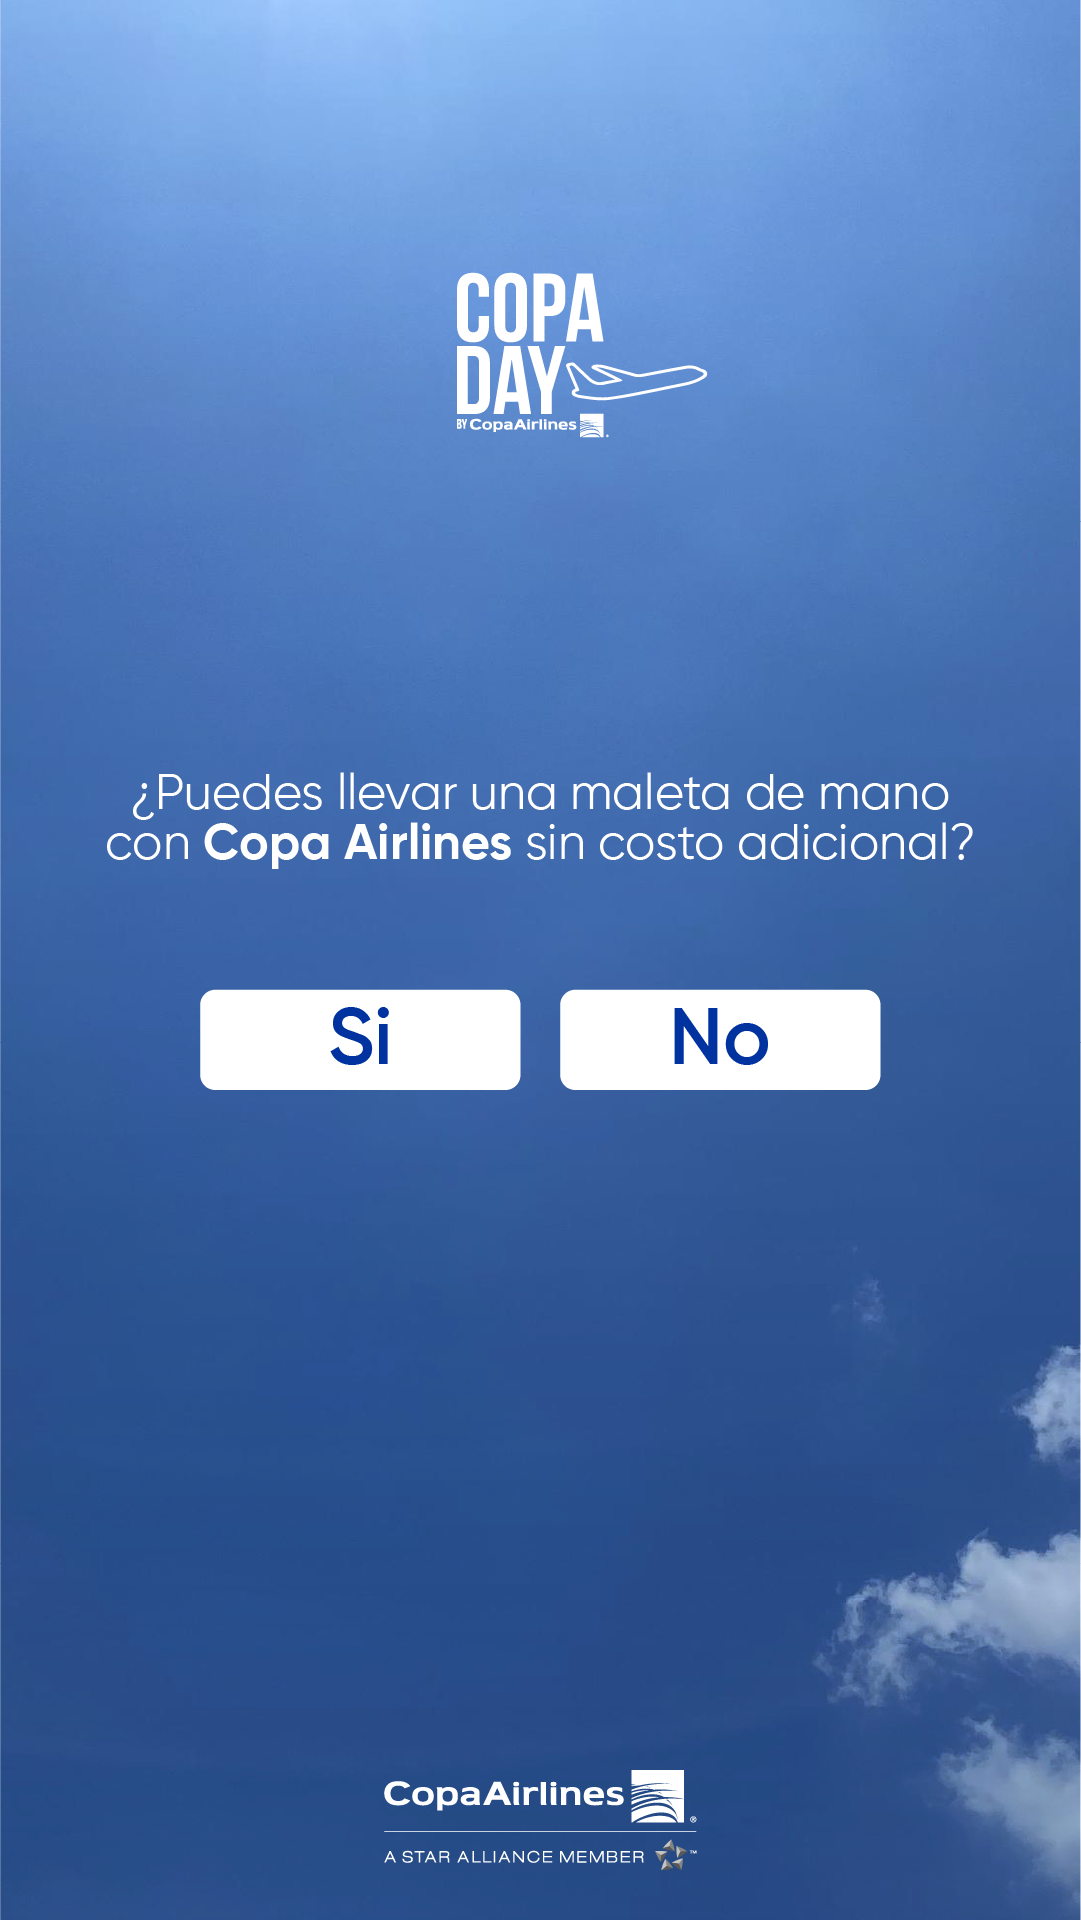 COPA
DAY
BY CopaAirlines
¿Puedes llevar una maleta de mano
con Copa Airlines sin costo adicional?
Si
No
CopaAirlines ®
A STAR ALLIANCE MEMBER ™